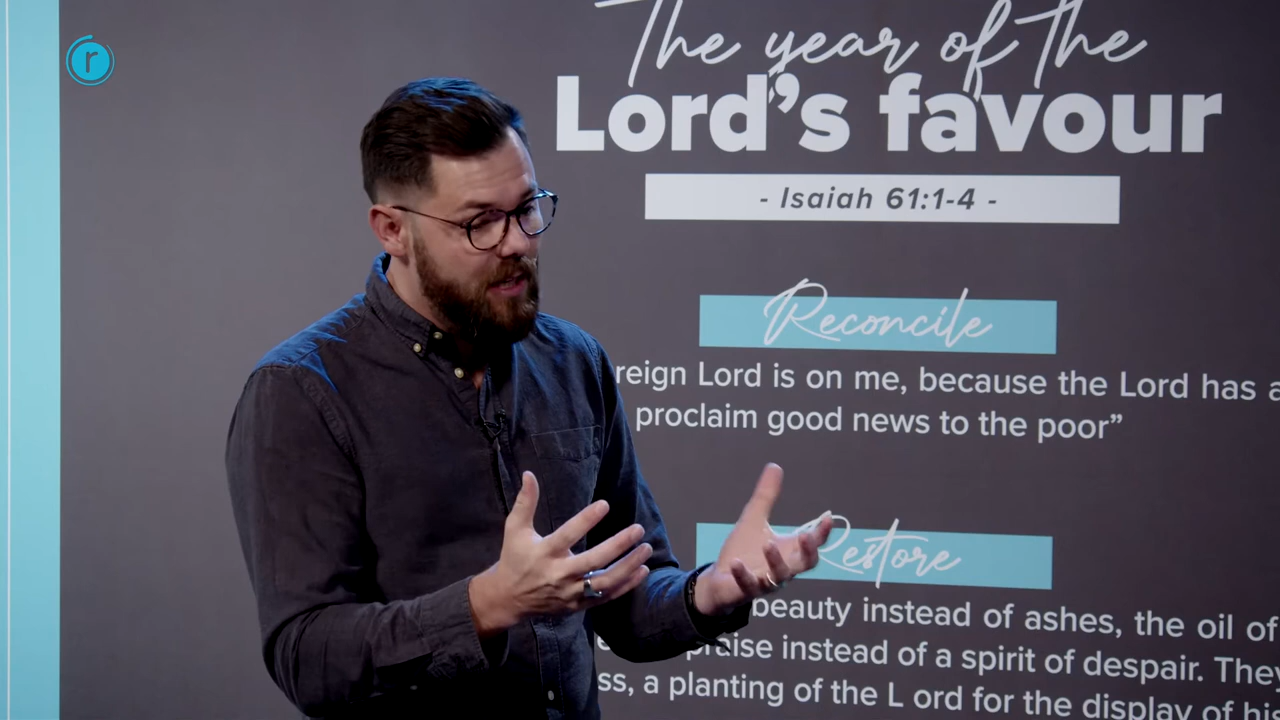 r
The year of the
Lord's favour
- Isaiah 61:1-4 -
Reconcile
reign Lord is on me, because the Lord has a
proclaim good news to the poor”
Restore
beauty instead of ashes, the oil of
praise instead of a spirit of despair. They
ss, a planting of the L ord for the display of his